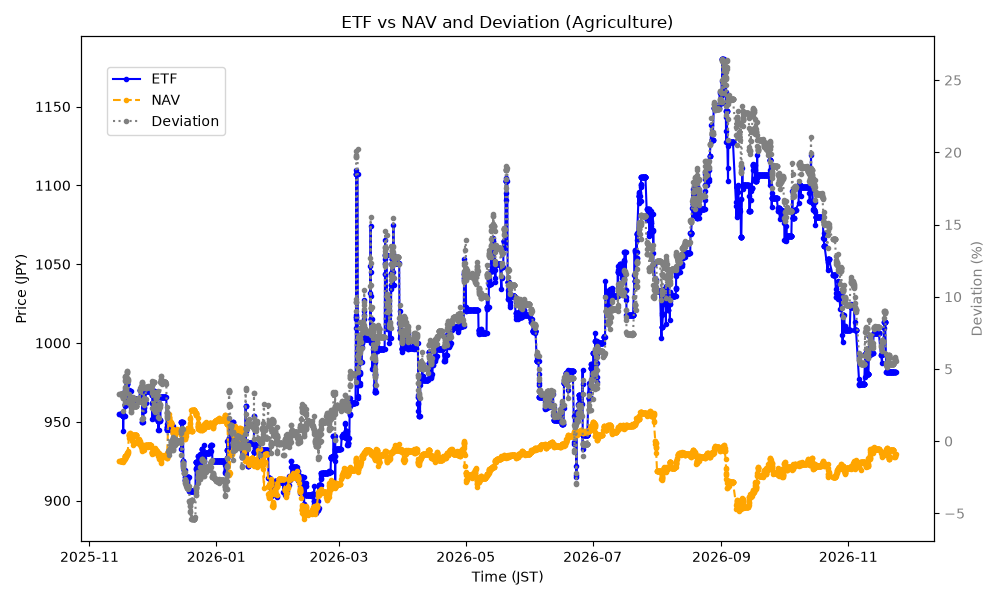 ETF vs NAV and Deviation (Agriculture)
ETF
NAV
Deviation
Price (JPY)
1150
1100
1050
1000
950
900
25
20
15
10
5
0
−5
Deviation (%)
2025-11
2026-01
2026-03
2026-05
2026-07
2026-09
2026-11
Time (JST)